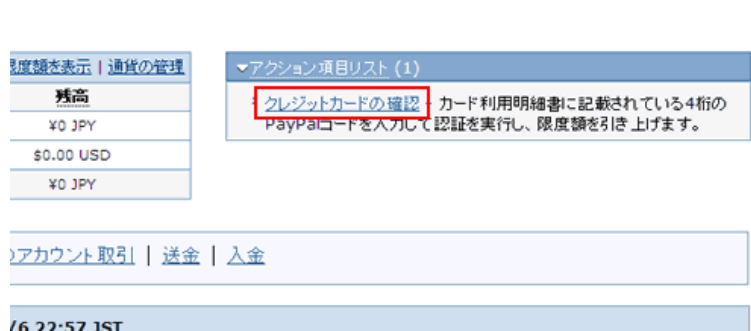 限度額を表示 | 通貨の管理
残高
¥0 JPY
$0.00 USD
¥0 JPY
▼アクション項目リスト (1)
クレジットカードの確認 - カード利用明細書に記載されている4桁の
PayPalコードを入力して認証を実行し、限度額を引き上げます。
アカウント取引 | 送金 | 入金
/6 22:57 JST